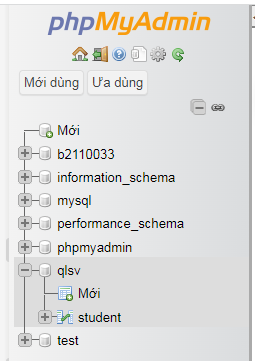 phpMyAdmin
Mới dùng Ưa dùng
Mới
b2110033
information_schema
mysql
performance_schema
phpmyadmin
qlsv
Mới
student
test